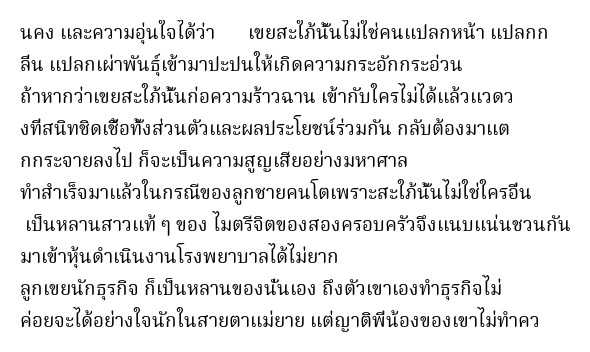 นคง และความอุ่นใจได้ว่า      เขยสะใภ้นั้นไม่ใช่คนแปลกหน้า แปลกก
ลีน แปลกเผ่าพันธุ์เข้ามาปะปนให้เกิดความกระอักกระอ่วน
ถ้าหากว่าเขยสะใภ้นั้นก่อความร้าวฉาน เข้ากับใครไม่ได้แล้วแวดว
งที่สนิทชิดเชื้อทั้งส่วนตัวและผลประโยชน์ร่วมกัน กลับต้องมาแต
กกระจายลงไป ก็จะเป็นความสูญเสียอย่างมหาศาล
ทำสำเร็จมาแล้วในกรณีของลูกชายคนโตเพราะสะใภ้นั้นไม่ใช่ใครอื่น
เป็นหลานสาวแท้ ๆ ของ ไมตรีจิตของสองครอบครัวจึงแนบแน่นชวนกัน
มาเข้าหุ้นดำเนินงานโรงพยาบาลได้ไม่ยาก
ลูกเขยนักธุรกิจ ก็เป็นหลานของนั่นเอง ถึงตัวเขาเองทำธุรกิจไม่
ค่อยจะได้อย่างใจนักในสายตาแม่ยาย แต่ญาติพี่น้องของเขาไม่ทำคว